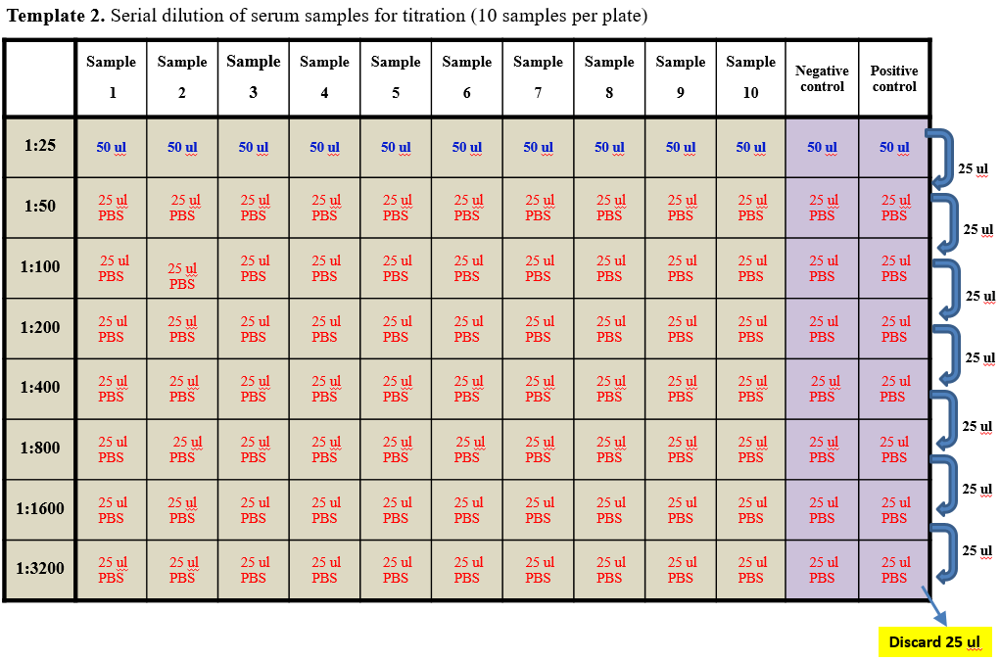 Template 2. Serial dilution of serum samples for titration (10 samples per plate)
Sample 1 Sample 2 Sample 3 Sample 4 Sample 5 Sample 6 Sample 7 Sample 8 Sample 9 Sample 10 Negative control Positive control
1:25 50 ul 50 ul 50 ul 50 ul 50 ul 50 ul 50 ul 50 ul 50 ul 50 ul 50 ul 50 ul
25 ul
1:50 25 ul PBS 25 ul PBS 25 ul PBS 25 ul PBS 25 ul PBS 25 ul PBS 25 ul PBS 25 ul PBS 25 ul PBS 25 ul PBS 25 ul PBS 25 ul PBS
25 ul
1:100 25 ul PBS 25 ul PBS 25 ul PBS 25 ul PBS 25 ul PBS 25 ul PBS 25 ul PBS 25 ul PBS 25 ul PBS 25 ul PBS 25 ul PBS 25 ul PBS
25 ul
1:200 25 ul PBS 25 ul PBS 25 ul PBS 25 ul PBS 25 ul PBS 25 ul PBS 25 ul PBS 25 ul PBS 25 ul PBS 25 ul PBS 25 ul PBS 25 ul PBS
25 ul
1:400 25 ul PBS 25 ul PBS 25 ul PBS 25 ul PBS 25 ul PBS 25 ul PBS 25 ul PBS 25 ul PBS 25 ul PBS 25 ul PBS 25 ul PBS 25 ul PBS
25 ul
1:800 25 ul PBS 25 ul PBS 25 ul PBS 25 ul PBS 25 ul PBS 25 ul PBS 25 ul PBS 25 ul PBS 25 ul PBS 25 ul PBS 25 ul PBS 25 ul PBS
25 ul
1:1600 25 ul PBS 25 ul PBS 25 ul PBS 25 ul PBS 25 ul PBS 25 ul PBS 25 ul PBS 25 ul PBS 25 ul PBS 25 ul PBS 25 ul PBS 25 ul PBS
25 ul
1:3200 25 ul PBS 25 ul PBS 25 ul PBS 25 ul PBS 25 ul PBS 25 ul PBS 25 ul PBS 25 ul PBS 25 ul PBS 25 ul PBS 25 ul PBS 25 ul PBS
Discard 25 ul